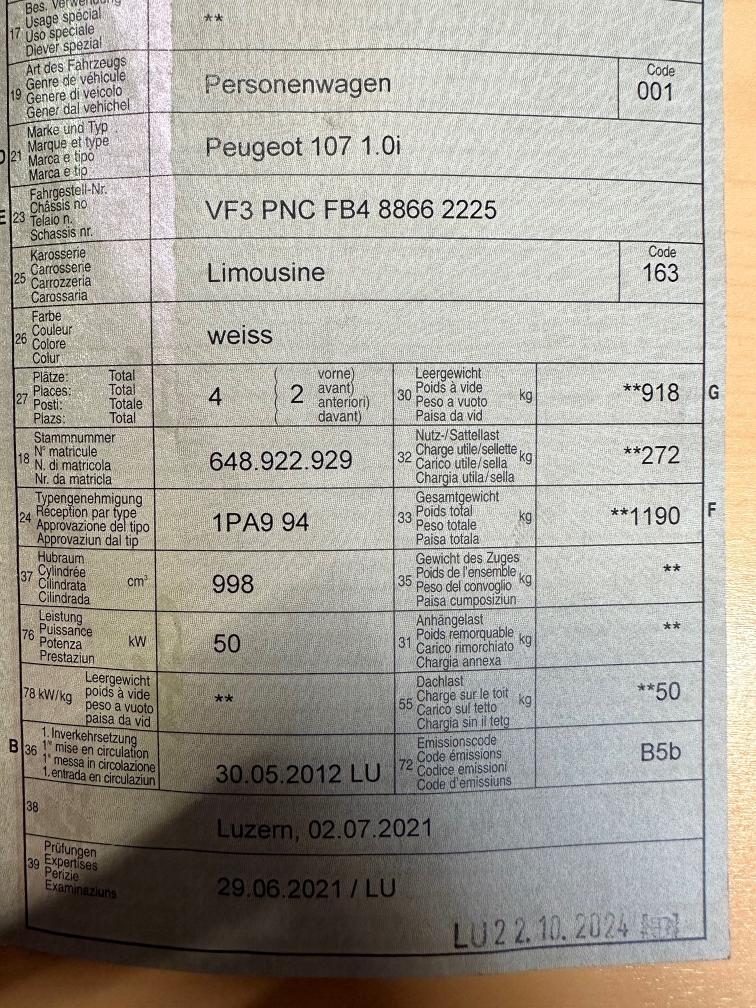 Bes. Verwendung
17 Usage spécial
Uso speciale
Diever spezial
**
Art des Fahrzeugs
19 Genre de véhicule
Genere di veicolo
Gener dal vehichel
Personenwagen
Code
001
Marke und Typ
21 Marque et type
Marca e tipo
Marca e tip
Peugeot 107 1.0i
Fahrgestell-Nr.
E 23 Châssis no
Telaio n.
Schassis nr.
VF3 PNC FB4 8866 2225
Karosserie
25 Carrosserie
Carrozzeria
Carossaria
Limousine
Code
163
Farbe
26 Couleur
Colore
Colur
weiss
Plätze: Total
27 Places: Total
Posti: Totale
Plazs: Total
4
( 2
vorne)
avant)
anteriori)
davant)
Leergewicht
30 Poids à vide kg
Peso a vuoto
Paisa da vid
**918 G
Stammnummer
18 N° matricule
N. di matricola
Nr. da matricla
648.922.929
Nutz-/Sattellast
32 Charge utile/sellette kg
Carico utile/sella
Chargia utila/sella
**272
Typengenehmigung
24 Réception par type
Approvazione del tipo
Approvaziun dal tip
1PA9 94
Gesamtgewicht
33 Poids total kg
Peso totale
Paisa totala
**1190 F
Hubraum
37 Cylindrée
Cilindrata cm³
Cilindrada
998
Gewicht des Zuges
35 Poids de l'ensemble kg
Peso del convoglio
Paisa cumposiziun
**
Leistung
76 Puissance
Potenza kW
Prestaziun
50
Anhängelast
31 Poids remorquable kg
Carico rimorchiato
Chargia annexa
**
Leergewicht
78 kW/kg poids à vide
peso a vuoto
paisa da vid
**
Dachlast
55 Charge sur le toit kg
Carico sul tetto
Chargia sin il tetg
**50
1. Inverkehrsetzung
B 36 1re mise en circulation
1a messa in circolazione
1. entrada en circulaziun
30.05.2012 LU
Emissionscode
72 Code émissions
Codice emissioni
Code d'emissiuns
B5b
38
Luzern, 02.07.2021
Prüfungen
39 Expertises
Perizie
Examinaziuns
29.06.2021 / LU
LU 22.10.2024